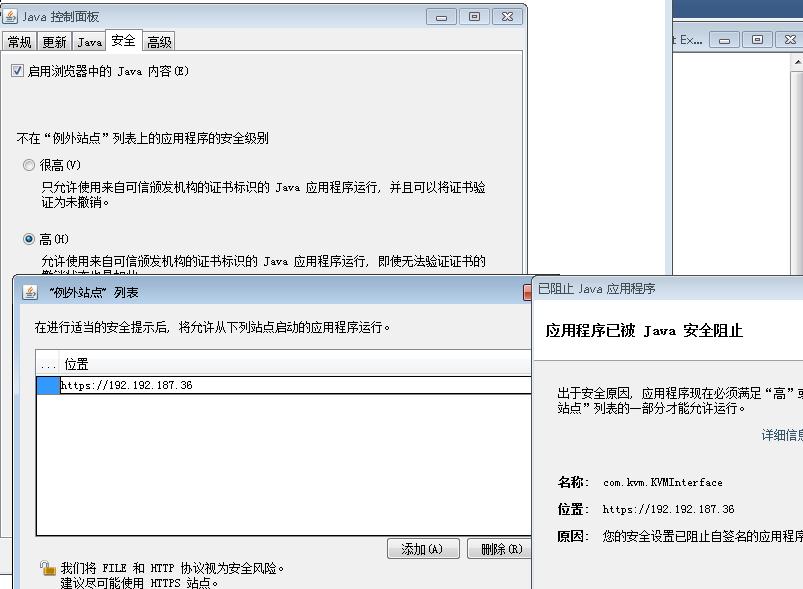 Java 控制面板
常规 更新 Java 安全 高级
启用浏览器中的 Java 内容(E)
不在“例外站点”列表上的应用程序的安全级别
很高(V)
只允许使用来自可信颁发机构的证书标识的 Java 应用程序运行，并且可以将证书验
证为未撤销。
高(H)
允许使用来自可信颁发机构的证书标识的 Java 应用程序运行，即使无法验证证书的
“例外站点” 列表
在进行适当的安全提示后，将允许从下列站点启动的应用程序运行。
... 位置
https://192.192.187.36
添加(A) 删除(R)
我们将 FILE 和 HTTP 协议视为安全风险。
建议尽可能使用 HTTPS 站点。
t Ex...
已阻止 Java 应用程序
应用程序已被 Java 安全阻止
出于安全原因，应用程序现在必须满足“高”或
站点”列表的一部分才能允许运行。
详细信息
名称： com.kvm.KVMInterface
位置： https://192.192.187.36
原因： 您的安全设置已阻止自签名的应用程序